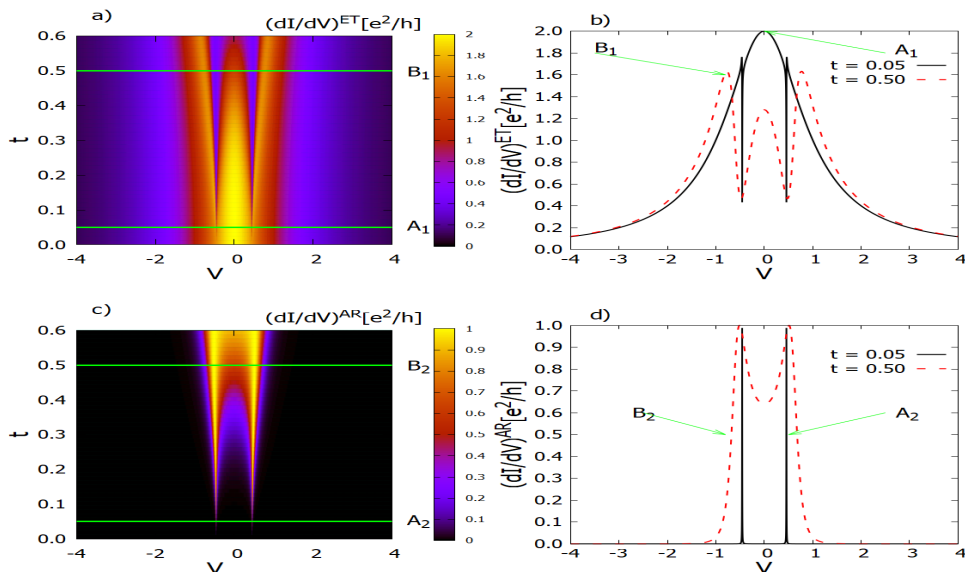 a) (dI/dV)^ET[e²/h]
0.6
0.5
0.4
0.3
0.2
0.1
0.0
t
-4 -2 0 2 4
V
B₁
A₁
2
1.8
1.6
1.4
1.2
1
0.8
0.6
0.4
0.2
0
b)
2.0
1.8
1.6
1.4
1.2
1.0
0.8
0.6
0.4
0.2
0.0
(dI/dV)^ET[e²/h]
B₁
A₁
t = 0.05
t = 0.50
-4 -3 -2 -1 0 1 2 3 4
V
c) (dI/dV)^AR[e²/h]
0.6
0.5
0.4
0.3
0.2
0.1
0.0
t
-4 -2 0 2 4
V
B₂
A₂
1
0.9
0.8
0.7
0.6
0.5
0.4
0.3
0.2
0.1
0
d)
1.0
0.9
0.8
0.7
0.6
0.5
0.4
0.3
0.2
0.1
0.0
(dI/dV)^AR[e²/h]
t = 0.05
t = 0.50
B₂
A₂
-4 -3 -2 -1 0 1 2 3 4
V